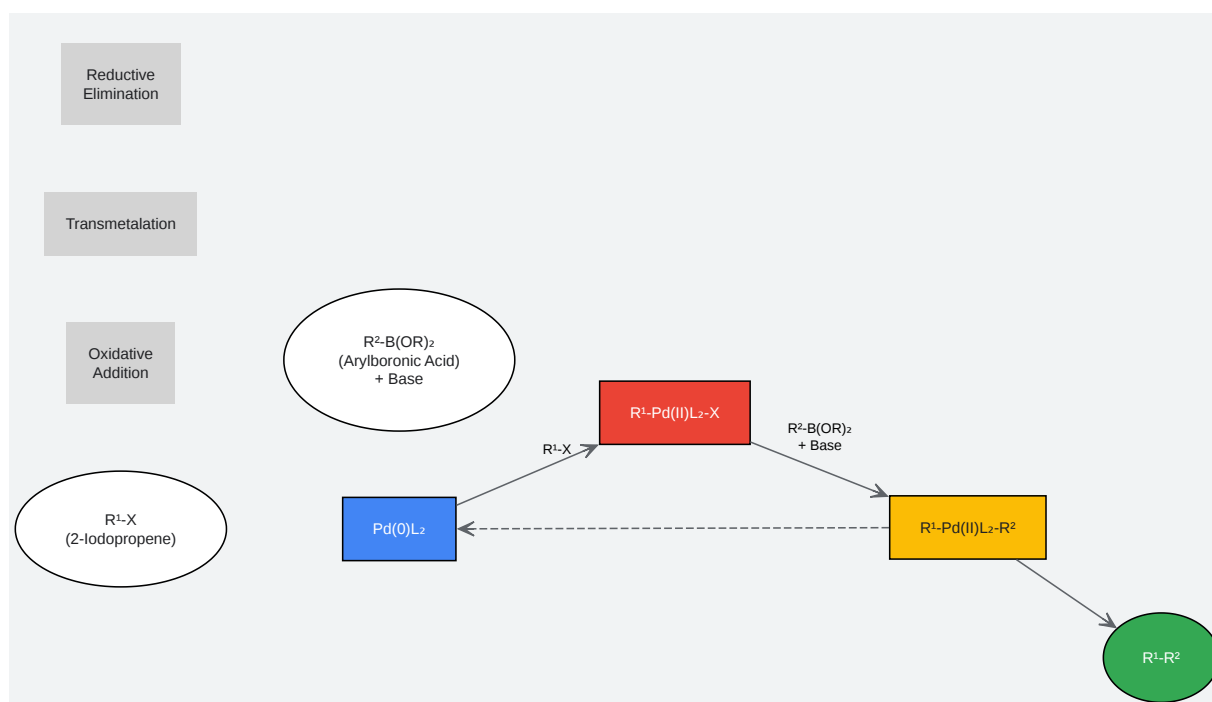 Reductive
Elimination
Transmetalation
Oxidative
Addition
R¹-X
(2-Iodopropene)
R²-B(OR)₂
(Arylboronic Acid)
+ Base
Pd(0)L₂
R¹-X
R¹-Pd(II)L₂-X
R²-B(OR)₂
+ Base
R¹-Pd(II)L₂-R²
R¹-R²